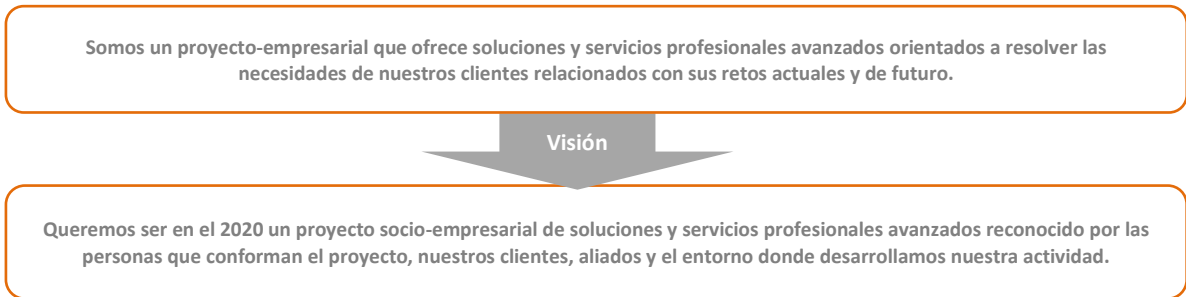 Somos un proyecto-empresarial que ofrece soluciones y servicios profesionales avanzados orientados a resolver las
necesidades de nuestros clientes relacionados con sus retos actuales y de futuro.
Visión
Queremos ser en el 2020 un proyecto socio-empresarial de soluciones y servicios profesionales avanzados reconocido por las
personas que conforman el proyecto, nuestros clientes, aliados y el entorno donde desarrollamos nuestra actividad.